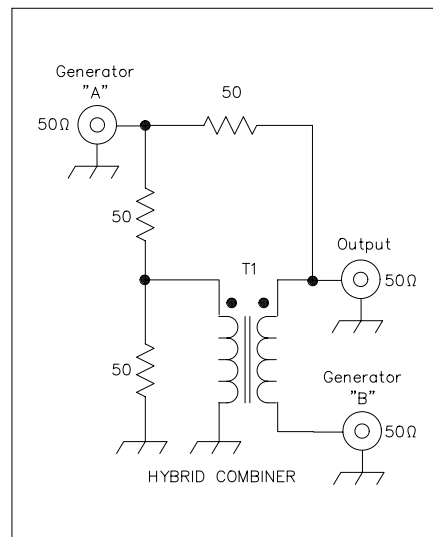 Generator
"A"
50Ω
50
50
T1
Output
50Ω
50
Generator
"B"
50Ω
HYBRID COMBINER